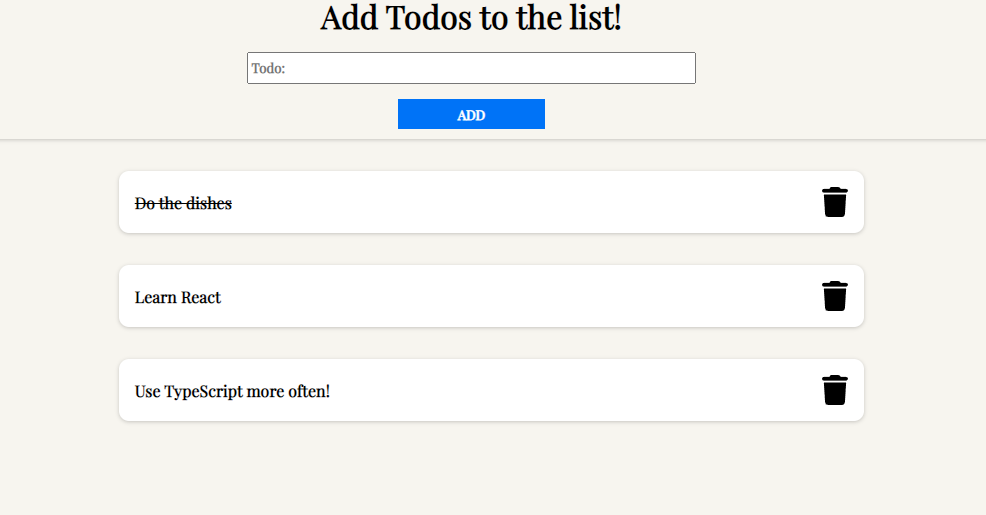 Add Todos to the list!
Todo:
ADD
Do the dishes
Learn React
Use TypeScript more often!